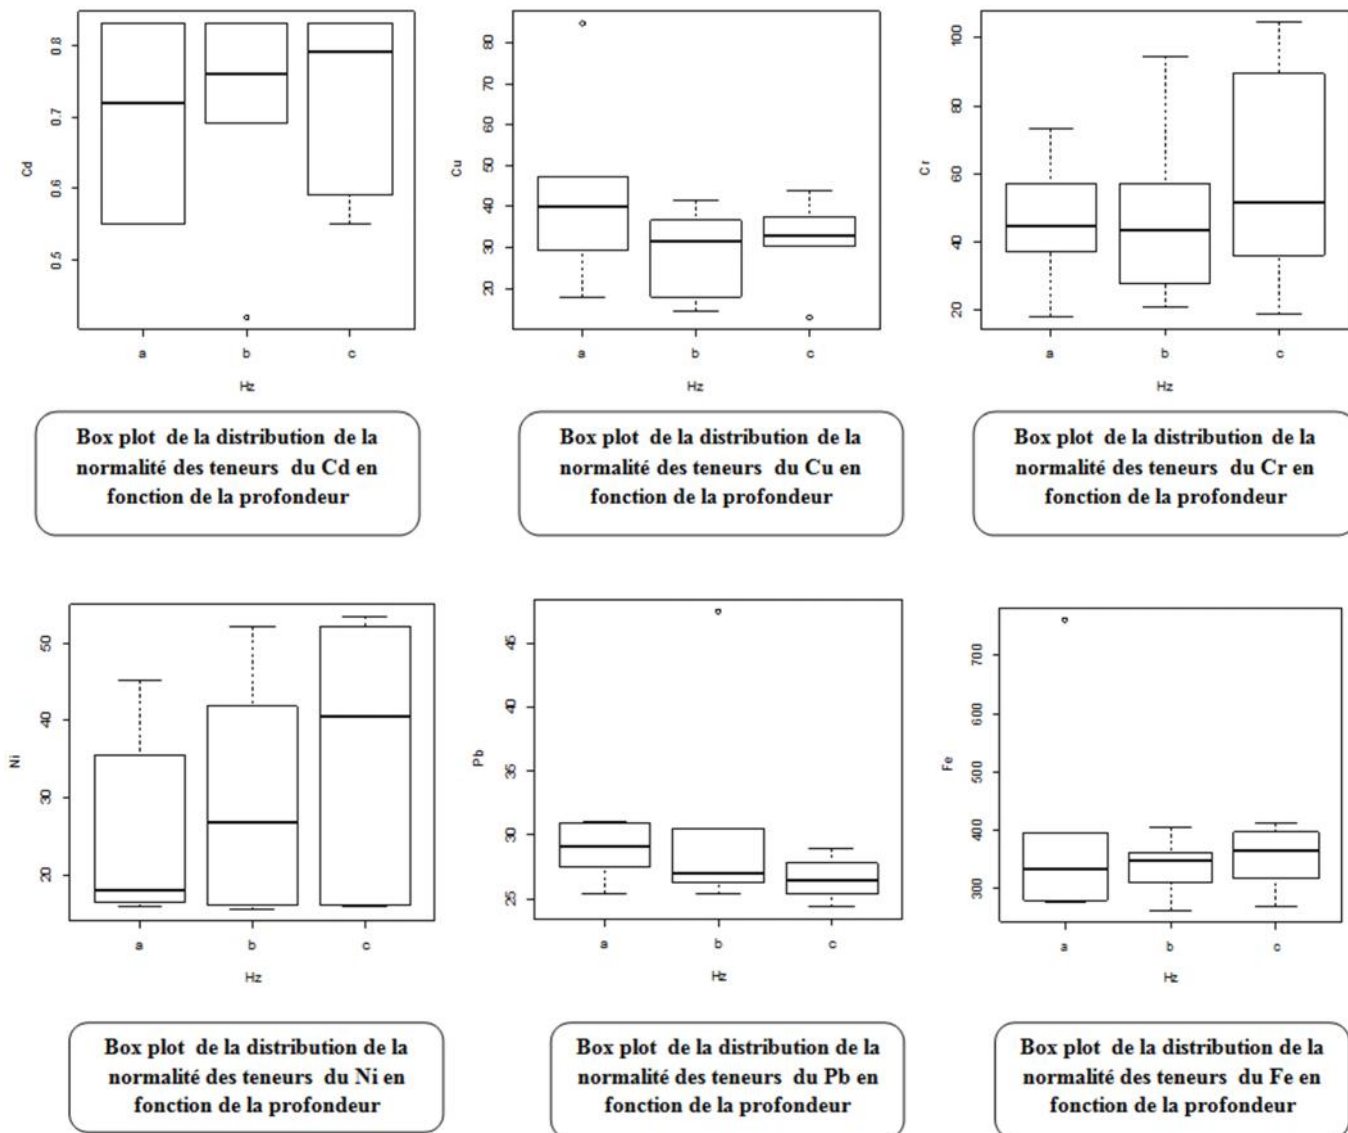 Cd
0.8
0.7
0.6
0.5
a b c
Hz
Cu
80
70
60
50
40
30
20
a b c
Hz
Cr
100
80
60
40
20
a b c
Hz
Box plot de la distribution de la
normalité des teneurs du Cd en
fonction de la profondeur
Box plot de la distribution de la
normalité des teneurs du Cu en
fonction de la profondeur
Box plot de la distribution de la
normalité des teneurs du Cr en
fonction de la profondeur
Ni
50
40
30
20
a b c
Hz
Pb
45
40
35
30
25
a b c
Hz
Fe
700
600
500
400
300
a b c
Hz
Box plot de la distribution de la
normalité des teneurs du Ni en
fonction de la profondeur
Box plot de la distribution de la
normalité des teneurs du Pb en
fonction de la profondeur
Box plot de la distribution de la
normalité des teneurs du Fe en
fonction de la profondeur